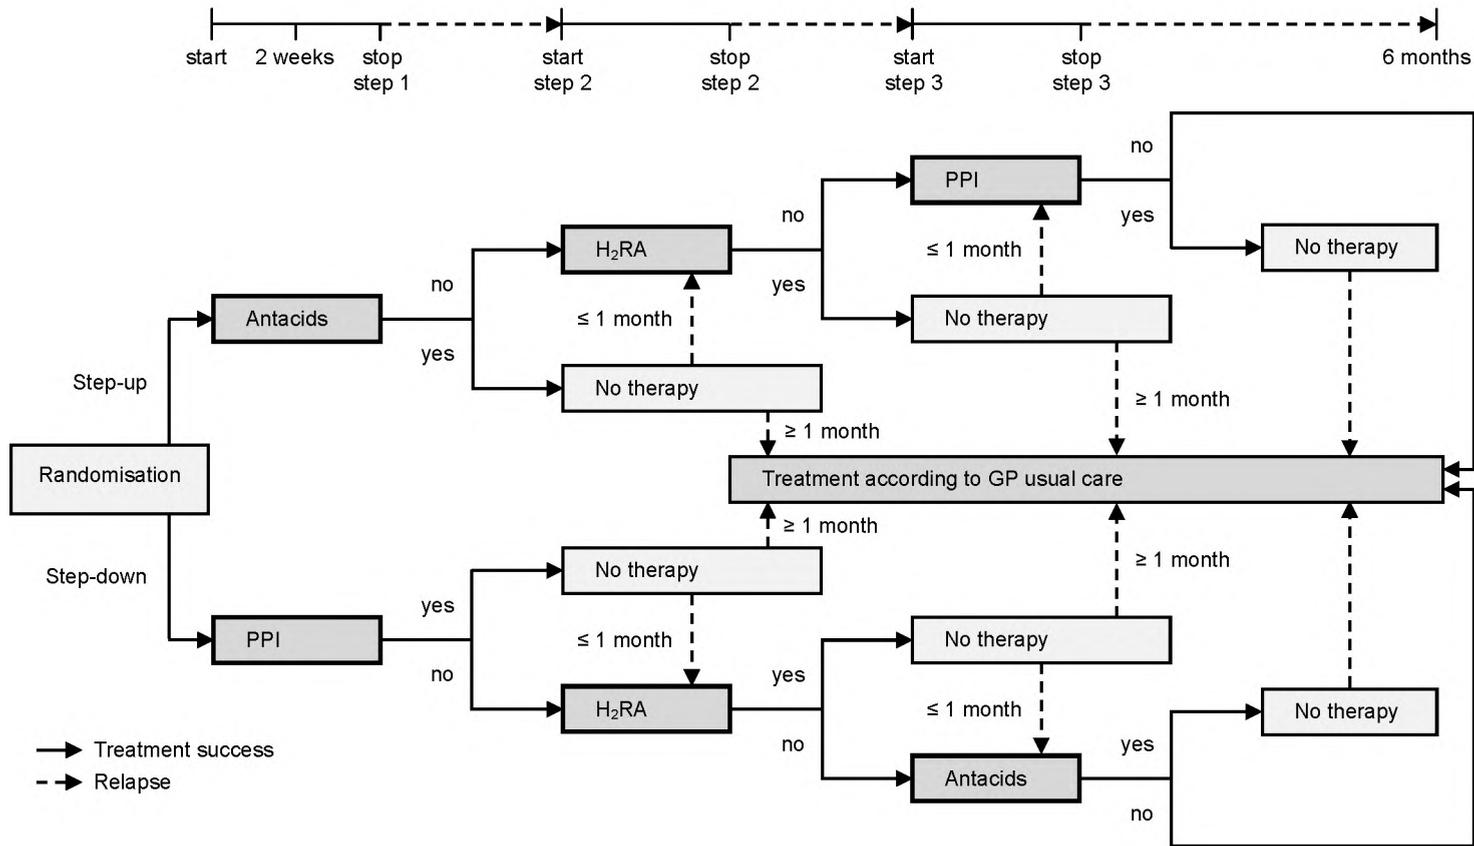 start
2 weeks
stop
step 1
start
step 2
stop
step 2
start
step 3
stop
step 3
6 months
no
PPI
no
yes
H₂RA
≤ 1 month
No therapy
no
yes
Antacids
≤ 1 month
No therapy
yes
No therapy
Step-up
≥ 1 month
≥ 1 month
Randomisation
Treatment according to GP usual care
≥ 1 month
No therapy
≥ 1 month
Step-down
yes
PPI
≤ 1 month
No therapy
no
yes
H₂RA
≤ 1 month
No therapy
no
yes
Antacids
no
Treatment success
Relapse